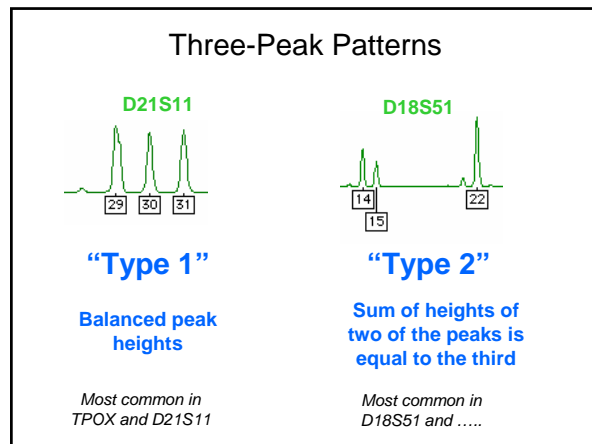 Three-Peak Patterns
D21S11
29 30 31
“Type 1”
Balanced peak
heights
Most common in
TPOX and D21S11
D18S51
14
15
22
“Type 2”
Sum of heights of
two of the peaks is
equal to the third
Most common in
D18S51 and …..